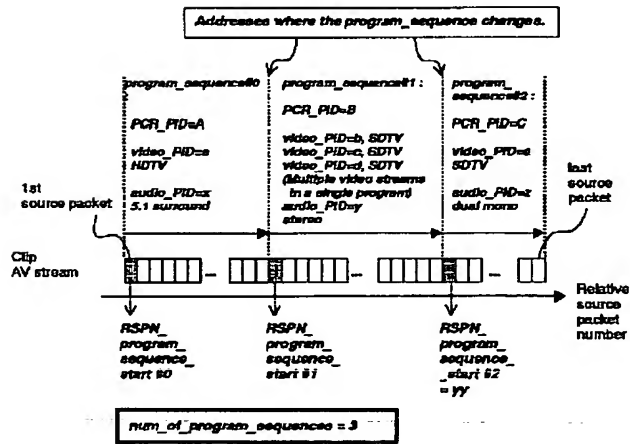 Addresses where the program_sequence changes.
program_sequence#0
PCR_PID=A
video_PID=a
HDTV
audio_PID=x
5.1 surround
program_sequence#1 :
PCR_PID=B
video_PID=b, SDTV
video_PID=c, SDTV
video_PID=d, SDTV
(Multiple video streams
in a single program)
audio_PID=y
stereo
program_
sequence#2 :
PCR_PID=C
video_PID=e
SDTV
audio_PID=z
dual mono
1st
source packet
last
source
packet
Clip
AV stream
...
...
...
Relative
source
packet
number
RSPN_
program_
sequence_
start #0
RSPN_
program_
sequence_
start #1
RSPN_
program_
sequence_
_start #2
= yy
num_of_program_sequences = 3